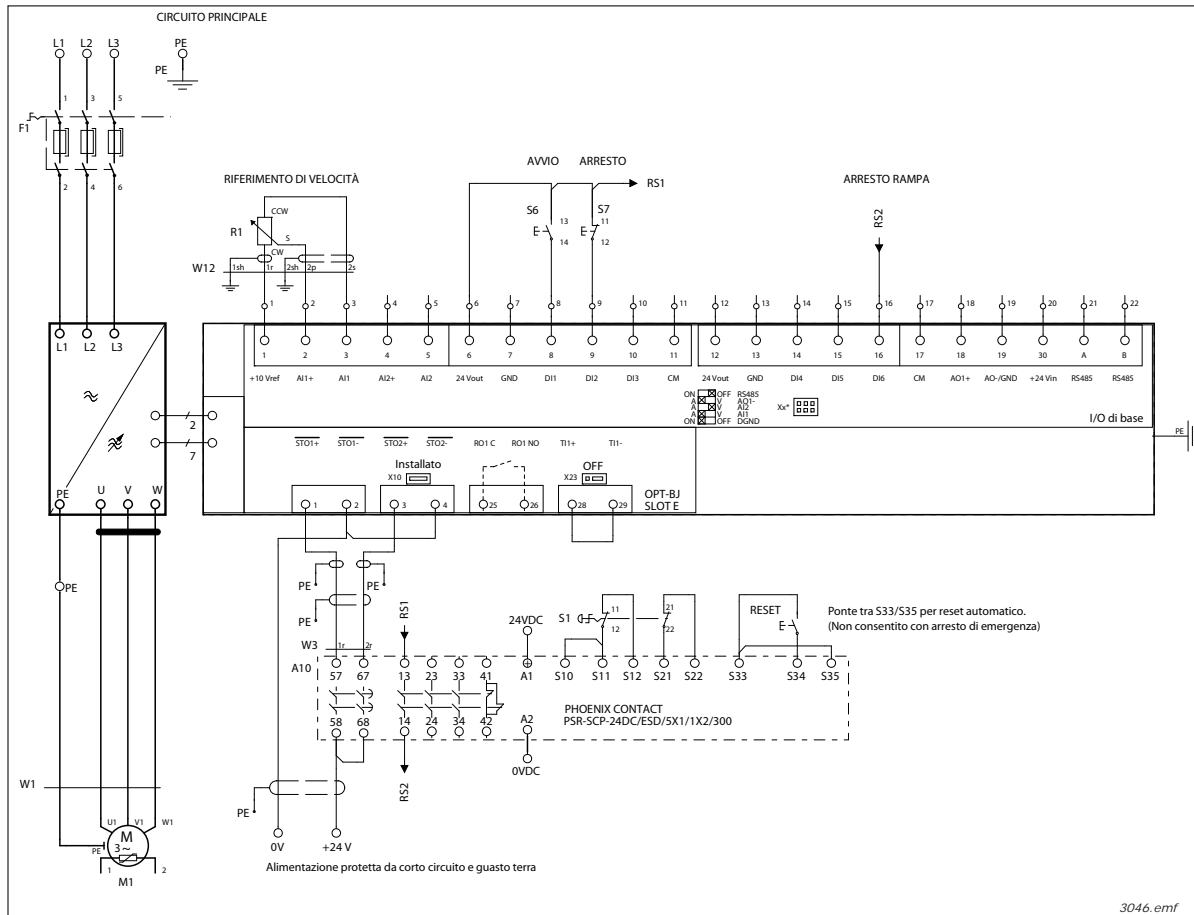 CIRCUITO PRINCIPALE
L1 L2 L3 PE
PE
1 3 5
F1
2 4 6
RIFERIMENTO DI VELOCITÀ
AVVIO ARRESTO
RS1
ARRESTO RAMPA
RS2
CCW
R1
S
CW
S6 13 14
E
S7 11 12
E
W12 1sh 1r 2sh 2p 2s
1 2 3 4 5 6 7 8 9 10 11 12 13 14 15 16 17 18 19 20 21 22
L1 L2 L3
1 2 3 4 5 6 7 8 9 10 11 12 13 14 15 16 17 18 19 30 A B
+10 Vref AI1+ AI1 AI2+ AI2 24 Vout GND DI1 DI2 DI3 CM 24 Vout GND DI4 DI5 DI6 CM AO1+ AO-/GND +24 Vin RS485 RS485
ON OFF RS485
A V AO1-
A V AI2
A V AI1
ON OFF DGND
Xx*
I/O di base
2
7
PE
STO1+ STO1- STO2+ STO2- RO1 C RO1 NO TI1+ TI1-
Installato
X10
OFF
X23
OPT-BJ
SLOT E
1 2 3 4 25 26 28 29
PE U V W
PE
PE PE
PE
RS1
24VDC
S1 11 12
21 22
RESET
E
Ponte tra S33/S35 per reset automatico.
(Non consentito con arresto di emergenza)
W3 1r 2r
A10
57 67 13 23 33 41 A1 S10 S11 S12 S21 S22 S33 S34 S35
PHOENIX CONTACT
PSR-SCP-24DC/ESD/5X1/1X2/300
58 68 14 24 34 42 A2
RS2
0VDC
W1
PE
U1 V1 W1
M
3~
PE
1 2
M1
0V +24 V
Alimentazione protetta da corto circuito e guasto terra
3046.emf